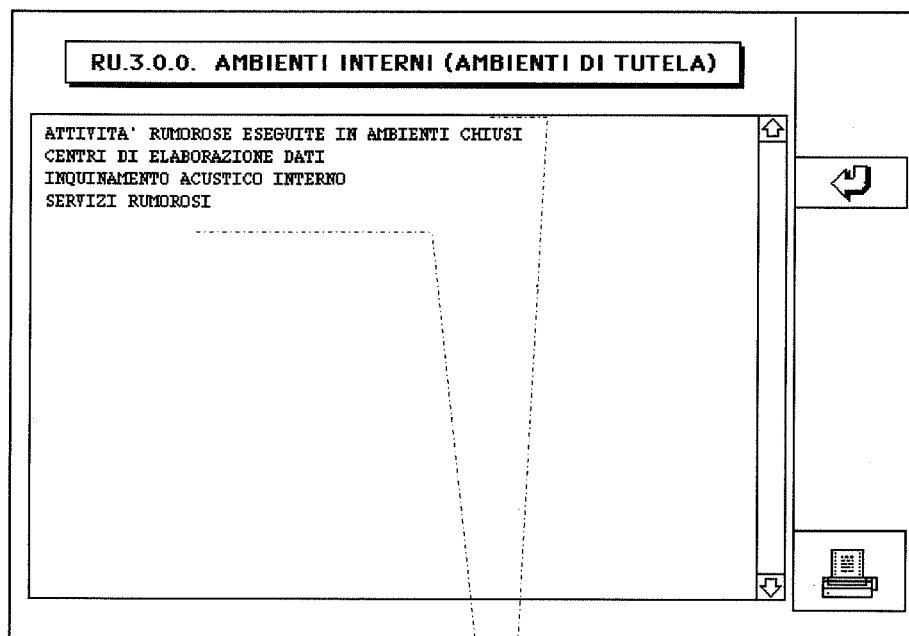 RU.3.0.0. AMBIENTI INTERNI (AMBIENTI DI TUTELA)
ATTIVITA' RUMOROSE ESEGUITE IN AMBIENTI CHIUSI
CENTRI DI ELABORAZIONE DATI
INQUINAMENTO ACUSTICO INTERNO
SERVIZI RUMOROSI